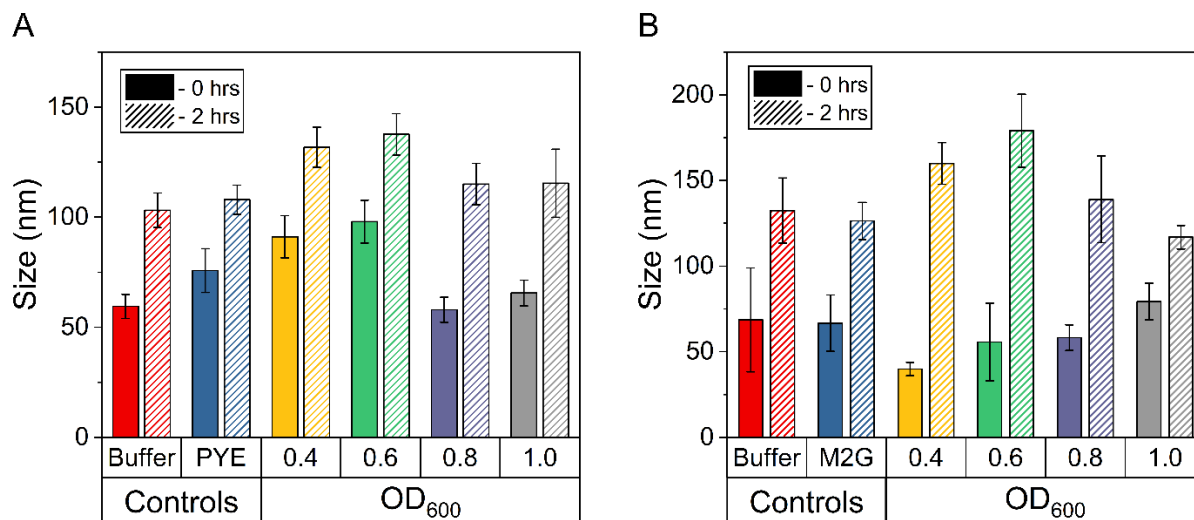 A
- 0 hrs
- 2 hrs
150
100
50
0
Size (nm)
Buffer PYE 0.4 0.6 0.8 1.0
Controls OD600
B
- 0 hrs
- 2 hrs
200
150
100
50
0
Size (nm)
Buffer M2G 0.4 0.6 0.8 1.0
Controls OD600